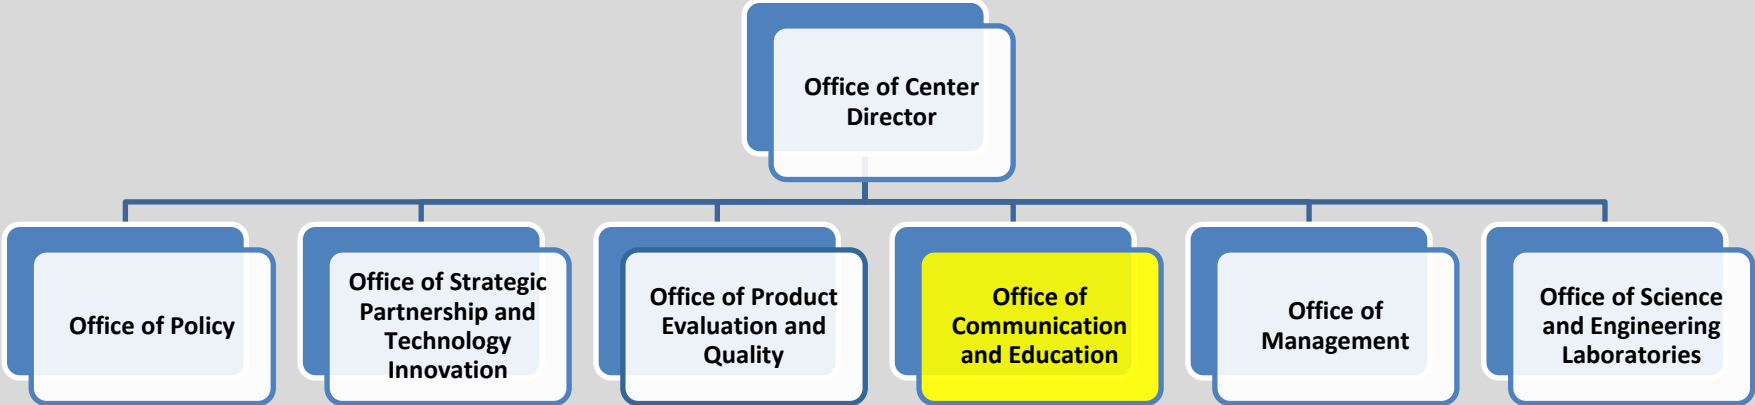 Office of Center
Director
Office of Policy
Office of Strategic
Partnership and
Technology
Innovation
Office of Product
Evaluation and
Quality
Office of
Communication
and Education
Office of
Management
Office of Science
and Engineering
Laboratories